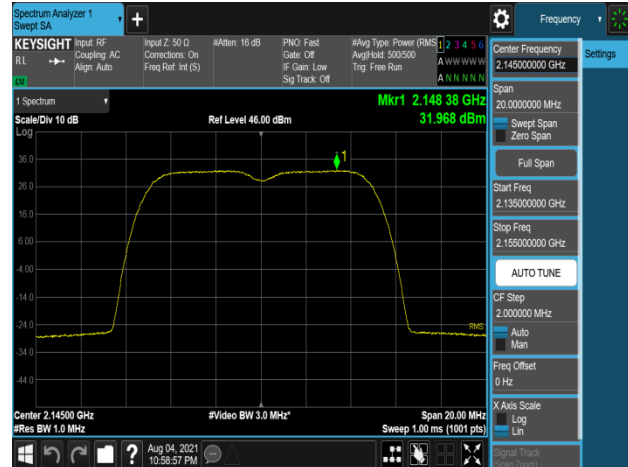 Spectrum Analyzer 1
Swept SA
+
Frequency
KEYSIGHT
RL
Input: RF
Coupling: AC
Align: Auto
Input Z: 50 Ω
Corrections: On
Freq Ref: Int (S)
#Atten: 16 dB
PNO: Fast
Gate: Off
IF Gain: Low
Sig Track: Off
#Avg Type: Power (RMS
Avg|Hold: 500/500
Trig: Free Run
1 2 3 4 5 6
A W W W W W
A N N N N N
1 Spectrum
Mkr1 2.148 38 GHz
31.968 dBm
Scale/Div 10 dB
Ref Level 46.00 dBm
Log
36.0
26.0
16.0
6.00
-4.00
-14.0
-24.0
-34.0
-44.0
1
RMS
Center 2.14500 GHz
#Res BW 1.0 MHz
#Video BW 3.0 MHz*
Span 20.00 MHz
Sweep 1.00 ms (1001 pts)
Center Frequency
2.145000000 GHz
Settings
Span
20.0000000 MHz
Swept Span
Zero Span
Full Span
Start Freq
2.135000000 GHz
Stop Freq
2.155000000 GHz
AUTO TUNE
CF Step
2.000000 MHz
Auto
Man
Freq Offset
0 Hz
X Axis Scale
Log
Lin
Signal Track
(Span Zoom)
?
Aug 04, 2021
10:58:57 PM